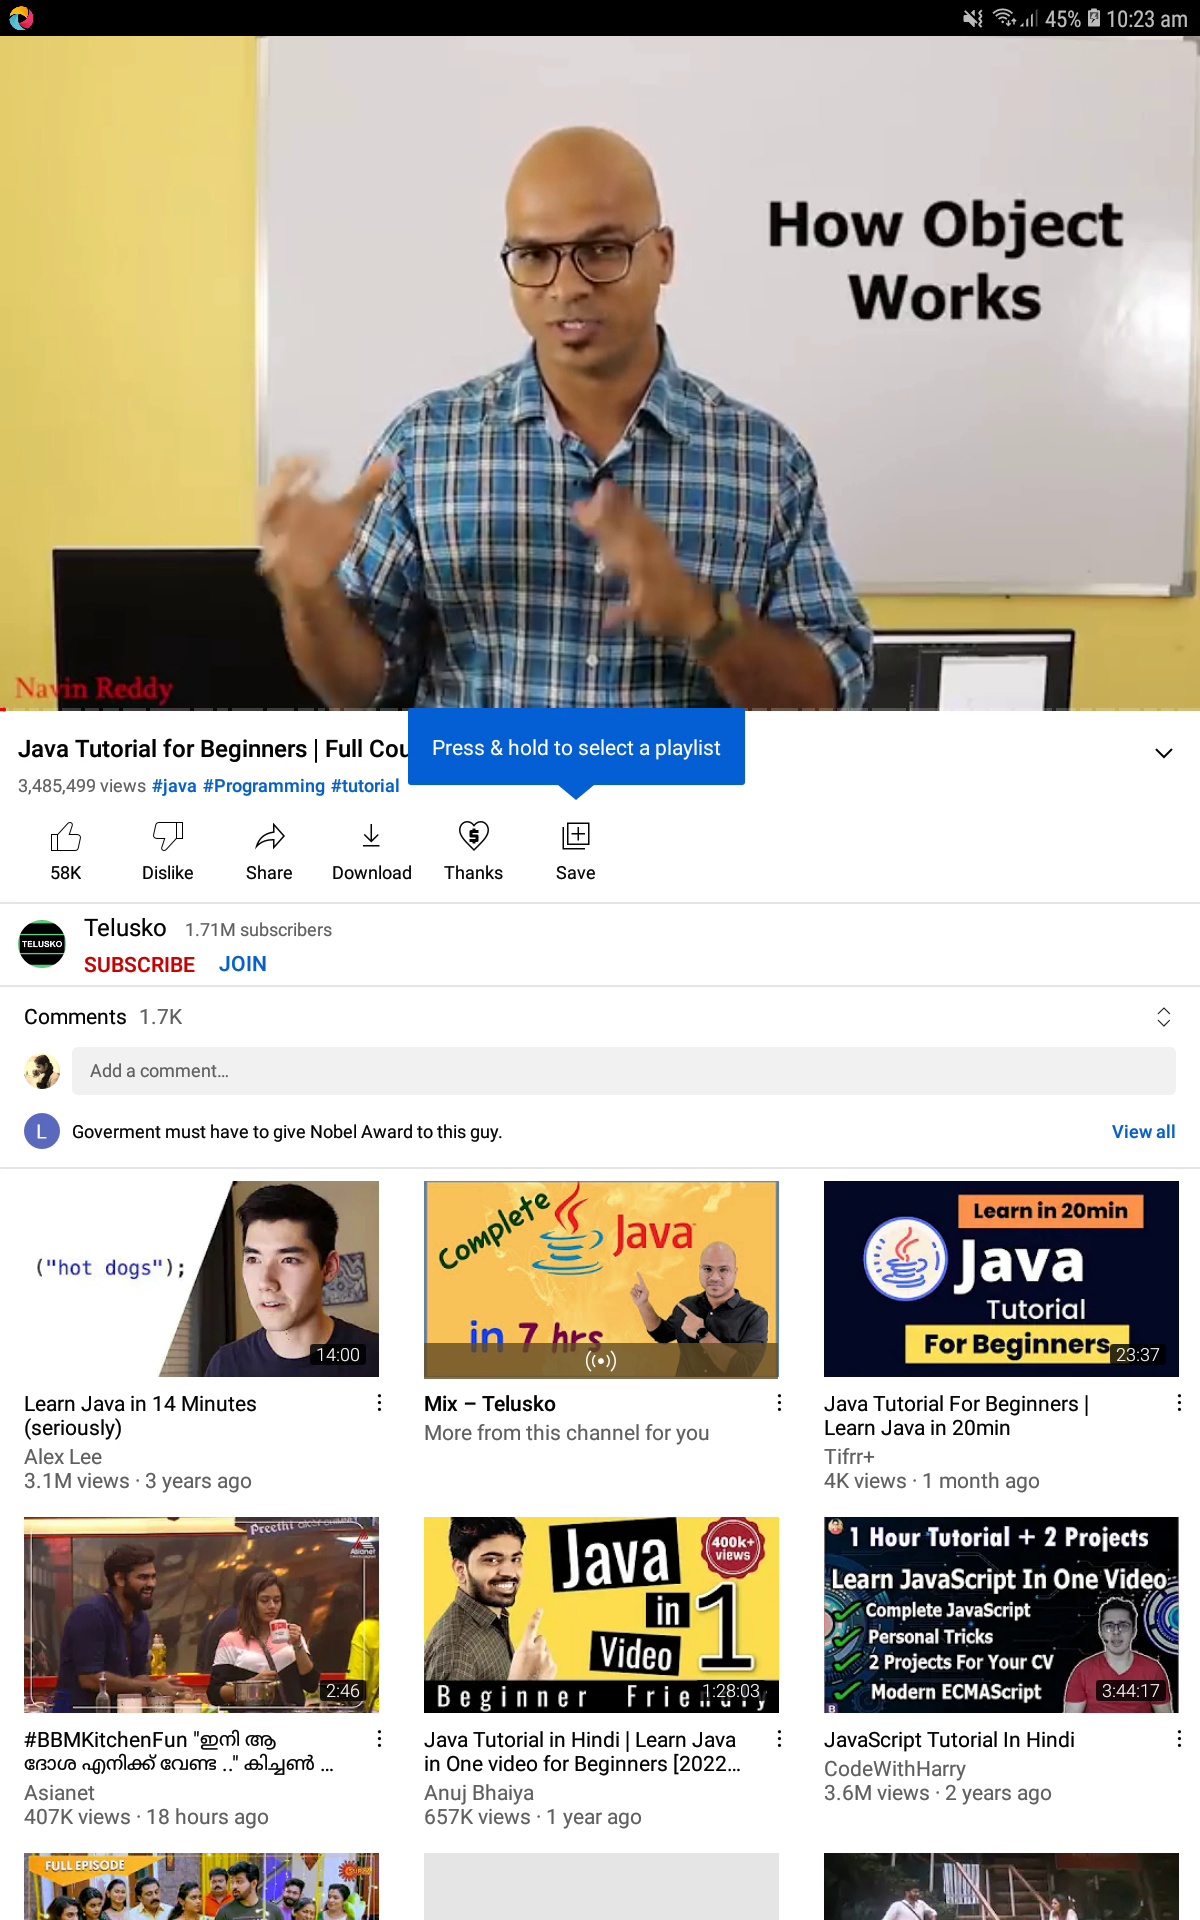 45% 10:23 am
How Object
Works
Navin Reddy
Press & hold to select a playlist
Java Tutorial for Beginners | Full Cou
3,485,499 views #java #Programming #tutorial
58K Dislike Share Download Thanks Save
TELUSKO
Telusko 1.71M subscribers
SUBSCRIBE JOIN
Comments 1.7K
Add a comment...
L Goverment must have to give Nobel Award to this guy. View all
("hot dogs");
14:00
Complete
Java
in 7 hrs
Learn in 20min
Java
Tutorial
For Beginners
23:37
Learn Java in 14 Minutes
(seriously)
Alex Lee
3.1M views · 3 years ago
Mix – Telusko
More from this channel for you
Java Tutorial For Beginners |
Learn Java in 20min
Tifrr+
4K views · 1 month ago
Preethi
Asianet
2:46
Java
in 1
Video
400k+
views
Beginner
1:28:03
1 Hour Tutorial + 2 Projects
Learn JavaScript In One Video
Complete JavaScript
Personal Tricks
2 Projects For Your CV
Modern ECMAScript
3:44:17
B
#BBMKitchenFun "ഇനി ആ
ദോശ എനിക്ക് വേണ്ട .." കിച്ചൺ ...
Asianet
407K views · 18 hours ago
Java Tutorial in Hindi | Learn Java
in One video for Beginners [2022...
Anuj Bhaiya
657K views · 1 year ago
JavaScript Tutorial In Hindi
CodeWithHarry
3.6M views · 2 years ago
FULL EPISODE